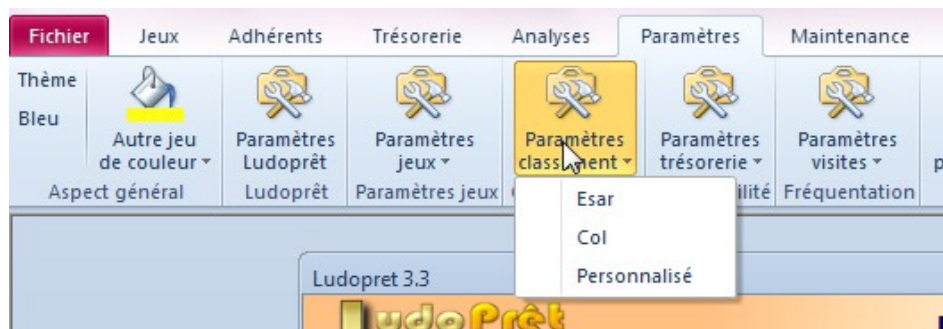 Fichier Jeux Adhérents Trésorerie Analyses Paramètres Maintenance
Thème
Bleu
Autre jeu
de couleur
Paramètres
Ludoprêt
Paramètres
jeux
Paramètres
classement
Paramètres
trésorerie
Paramètres
visites
Aspect général Ludoprêt Paramètres jeux Fréquentation
Esar
Col
Personnalisé
Ludopret 3.3
LudoPrêt